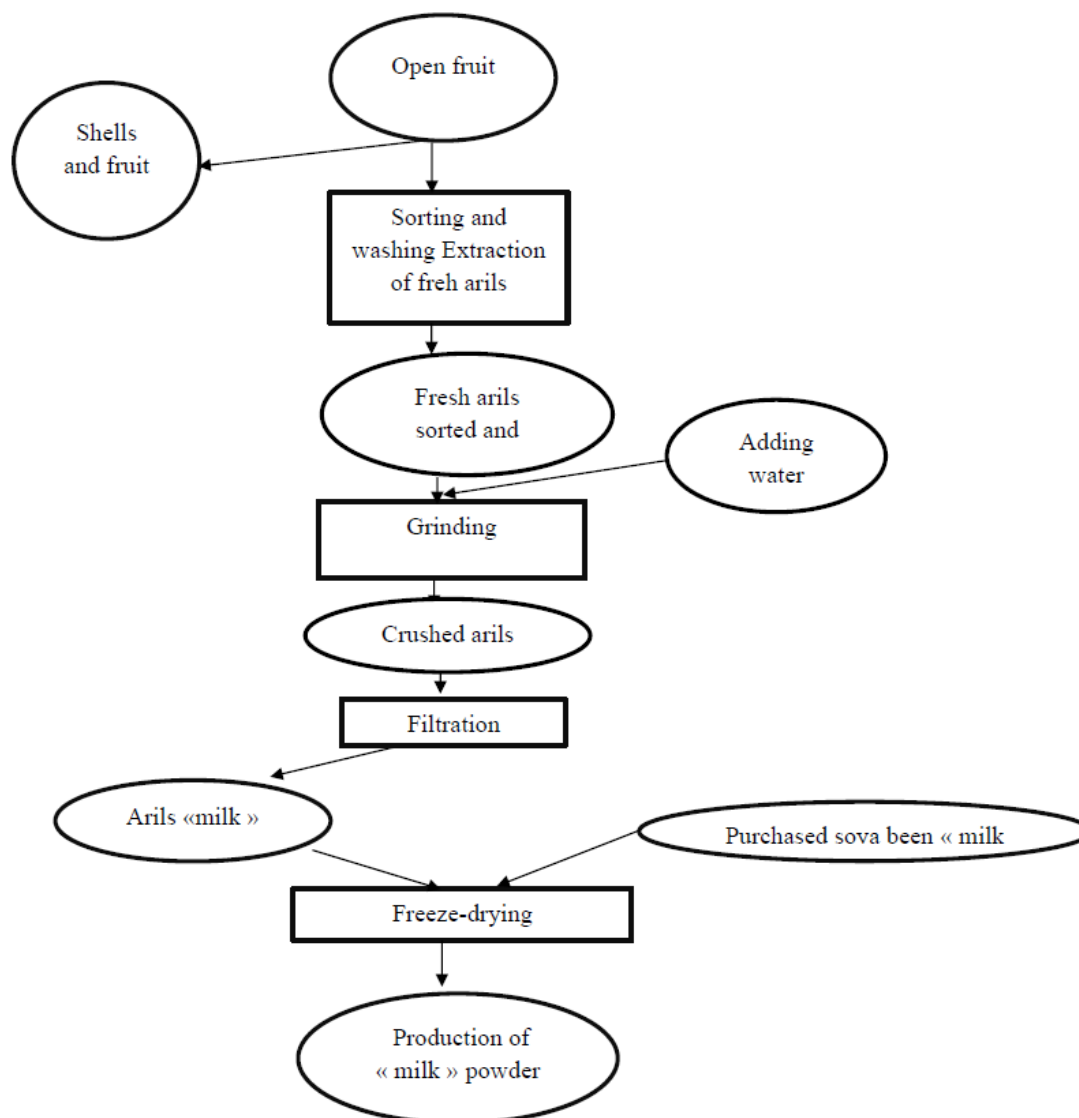 Open fruit
Shells
and fruit
Sorting and
washing Extraction
of freh arils
Fresh arils
sorted and
Adding
water
Grinding
Crushed arils
Filtration
Arils «milk »
Purchased sova been « milk
Freeze-drying
Production of
« milk » powder